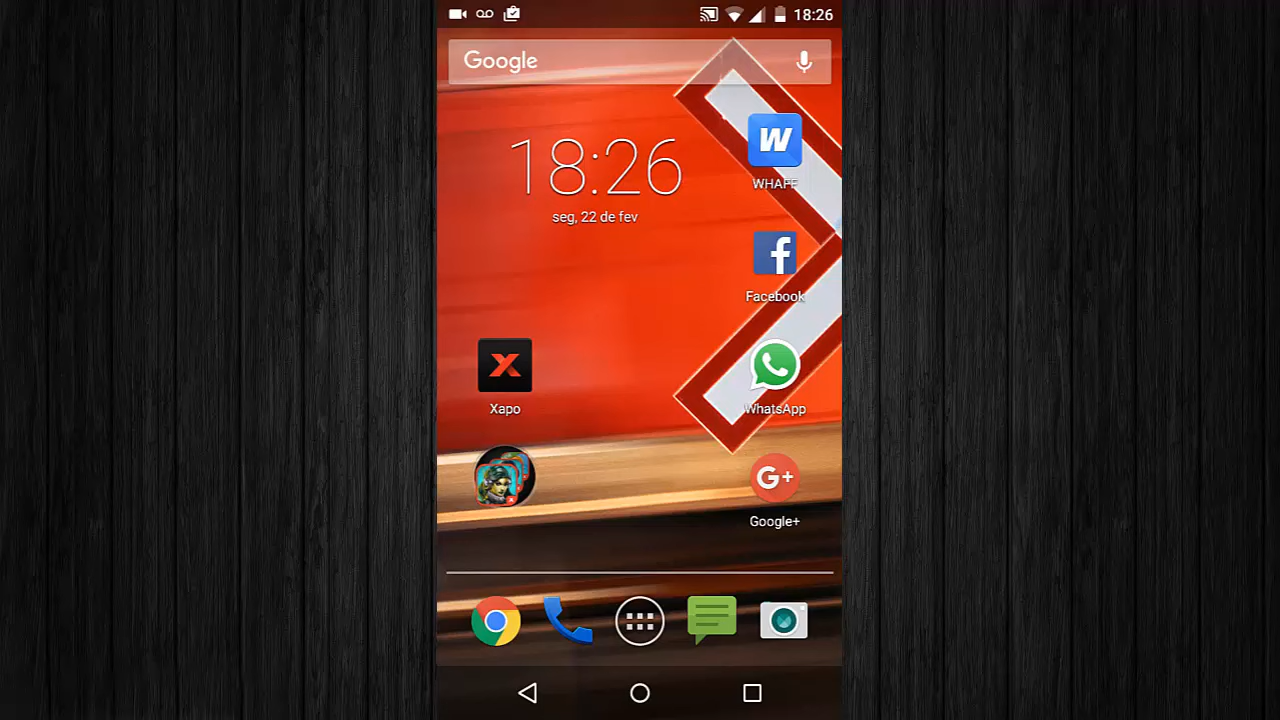 18:26
Google
18:26
seg, 22 de fev
W
WHAFF
f
Facebook
X
Xapo
WhatsApp
G+
Google+